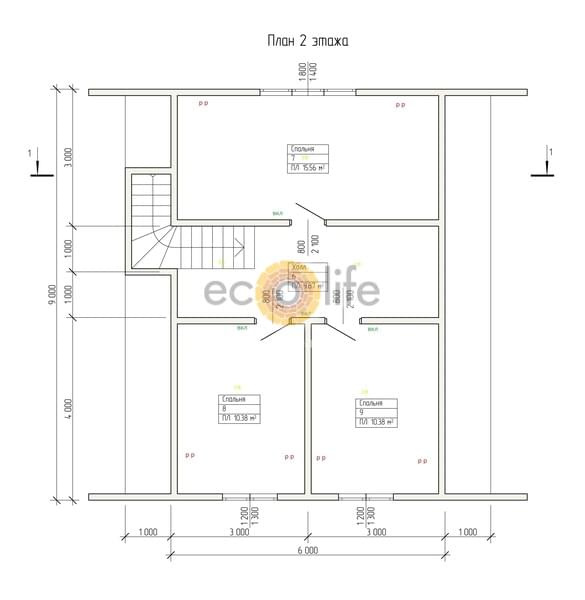 План 2 этажа
1 800
1 400
р р
р р
1
1
3 000
Спальня
7
ПЛ 15.56 м²
вкл
800
2 100
1 000
9 000
1 000
Холл
ПЛ 9.87 м²
eco life
800
2 100
800
2 100
вкл
вкл
вкл
4 000
Спальня
8
ПЛ 10.38 м²
Спальня
9
ПЛ 10.38 м²
р р
р р
р р
р р
1 200
1 300
1 200
1 300
1 000
3 000
3 000
1 000
6 000